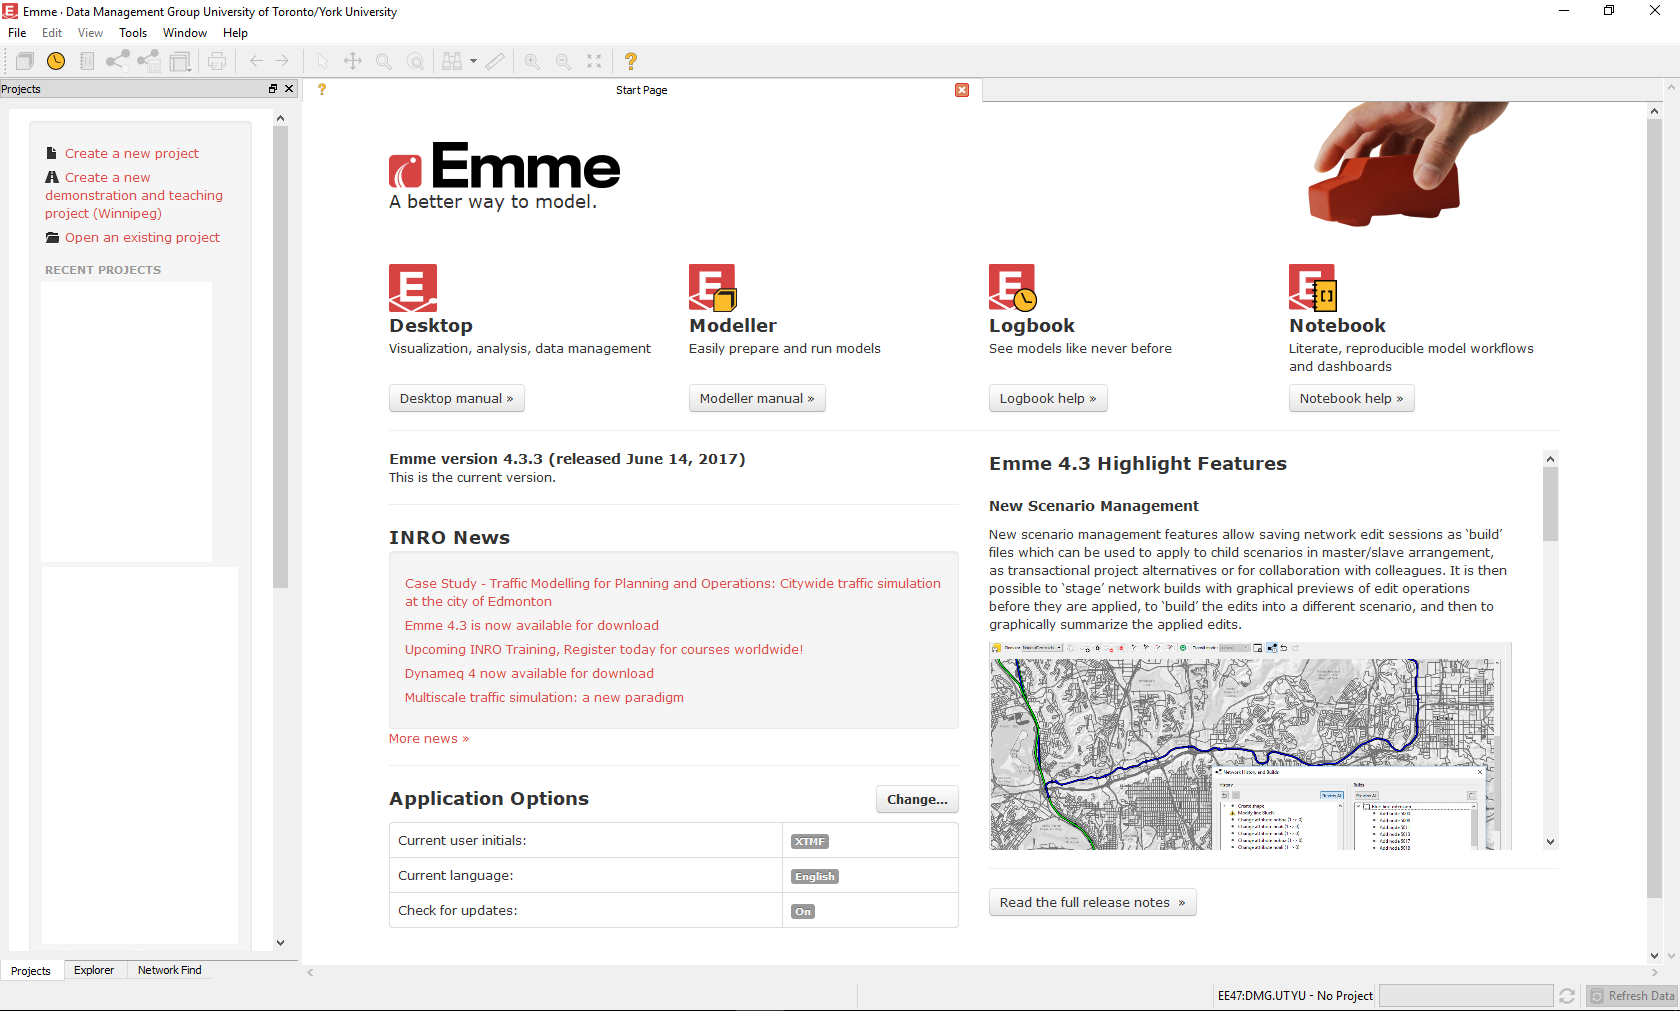 Emme - Data Management Group University of Toronto/York University
File Edit View Tools Window Help
Projects
Start Page
Create a new project
Create a new
demonstration and teaching
project (Winnipeg)
Open an existing project
RECENT PROJECTS
Emme
A better way to model.
Desktop
Visualization, analysis, data management
Desktop manual »
Modeller
Easily prepare and run models
Modeller manual »
Logbook
See models like never before
Logbook help »
Notebook
Literate, reproducible model workflows
and dashboards
Notebook help »
Emme version 4.3.3 (released June 14, 2017)
This is the current version.
INRO News
Case Study - Traffic Modelling for Planning and Operations: Citywide traffic simulation
at the city of Edmonton
Emme 4.3 is now available for download
Upcoming INRO Training, Register today for courses worldwide!
Dynameq 4 now available for download
Multiscale traffic simulation: a new paradigm
More news »
Application Options
Change...
Current user initials: XTMF
Current language: English
Check for updates: On
Emme 4.3 Highlight Features
New Scenario Management
New scenario management features allow saving network edit sessions as ‘build’
files which can be used to apply to child scenarios in master/slave arrangement,
as transactional project alternatives or for collaboration with colleagues. It is then
possible to ‘stage’ network builds with graphical previews of edit operations
before they are applied, to ‘build’ the edits into a different scenario, and then to
graphically summarize the applied edits.
Network History and Builds
History
Builds
Create shape
Read the full release notes »
Projects Explorer Network Find
EE47:DMG.UTYU - No Project
Refresh Data